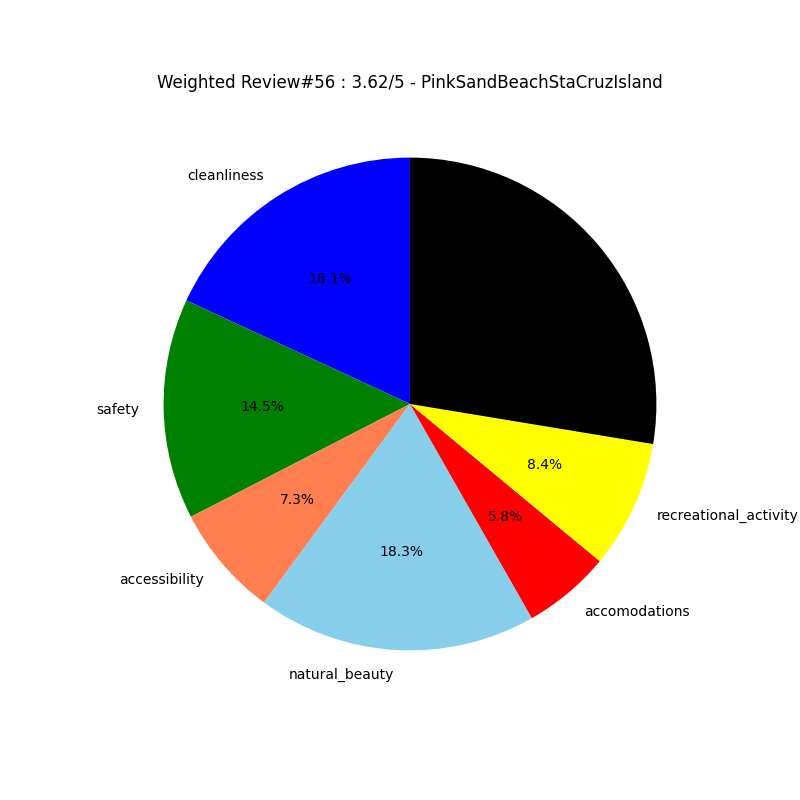 Weighted Review#56 : 3.62/5 - PinkSandBeachStaCruzIsland
cleanliness
18.1%
safety
14.5%
8.4%
7.3%
5.8%
recreational_activity
18.3%
accessibility
accomodations
natural_beauty